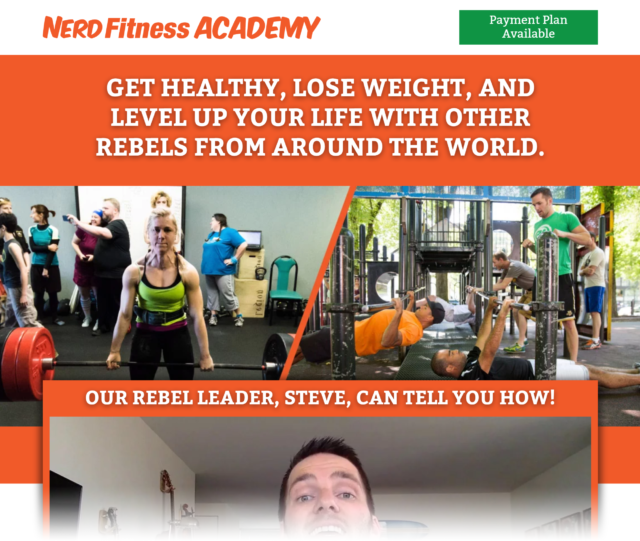 NERD FITNESS ACADEMY
Payment Plan
Available
GET HEALTHY, LOSE WEIGHT, AND
LEVEL UP YOUR LIFE WITH OTHER
REBELS FROM AROUND THE WORLD.
OUR REBEL LEADER, STEVE, CAN TELL YOU HOW!